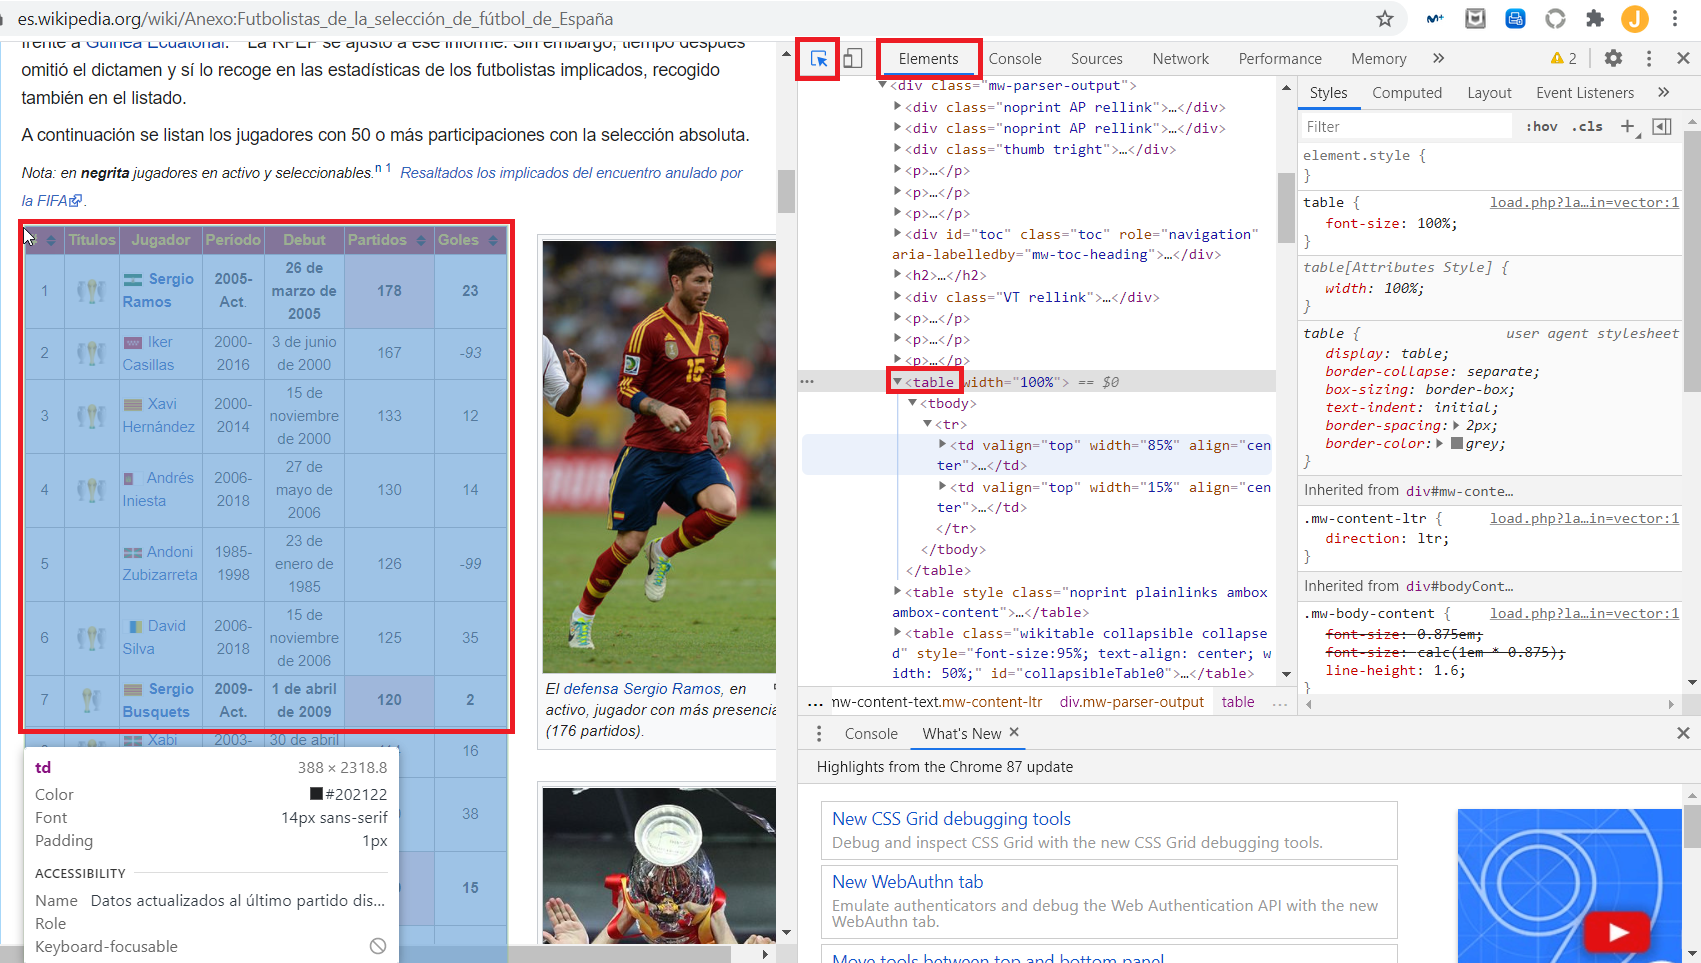 es.wikipedia.org/wiki/Anexo:Futbolistas_de_la_selección_de_fútbol_de_España
J
frente a Guinea Ecuatorial. La RFEF se ajustó a ese informe. Sin embargo, tiempo después
omitió el dictamen y sí lo recoge en las estadísticas de los futbolistas implicados, recogido
también en el listado.
A continuación se listan los jugadores con 50 o más participaciones con la selección absoluta.
Nota: en negrita jugadores en activo y seleccionables.n 1 Resaltados los implicados del encuentro anulado por
la FIFA.
Titulos Jugador Período Debut Partidos Goles
1 Sergio Ramos 2005-Act. 26 de marzo de 2005 178 23
2 Iker Casillas 2000-2016 3 de junio de 2000 167 -93
3 Xavi Hernández 2000-2014 15 de noviembre de 2000 133 12
4 Andrés Iniesta 2006-2018 27 de mayo de 2006 130 14
5 Andoni Zubizarreta 1985-1998 23 de enero de 1985 126 -99
6 David Silva 2006-2018 15 de noviembre de 2006 125 35
7 Sergio Busquets 2009-Act. 1 de abril de 2009 120 2
Xabi 2003- 30 de abril 16
38
15
El defensa Sergio Ramos, en
activo, jugador con más presencia
(176 partidos).
td 388 × 2318.8
Color #202122
Font 14px sans-serif
Padding 1px
ACCESSIBILITY
Name Datos actualizados al último partido dis...
Role
Keyboard-focusable
Elements Console Sources Network Performance Memory » 2
<div class="mw-parser-output">
<div class="noprint AP rellink">…</div>
<div class="noprint AP rellink">…</div>
<div class="thumb tright">…</div>
<p>…</p>
<p>…</p>
<p>…</p>
<div id="toc" class="toc" role="navigation"
aria-labelledby="mw-toc-heading">…</div>
<h2>…</h2>
<div class="VT rellink">…</div>
<p>…</p>
<p>…</p>
<p>…</p>
<table width="100%"> == $0
<tbody>
<tr>
<td valign="top" width="85%" align="cen
ter">…</td>
<td valign="top" width="15%" align="cen
ter">…</td>
</tr>
</tbody>
</table>
<table style class="noprint plainlinks ambox
ambox-content">…</table>
<table class="wikitable collapsible collapse
d" style="font-size:95%; text-align: center; w
idth: 50%;" id="collapsibleTable0">…</table>
... mw-content-text.mw-content-ltr div.mw-parser-output table ...
Styles Computed Layout Event Listeners »
Filter :hov .cls +
element.style {
}
table { load.php?la…in=vector:1
font-size: 100%;
}
table[Attributes Style] {
width: 100%;
}
table { user agent stylesheet
display: table;
border-collapse: separate;
box-sizing: border-box;
text-indent: initial;
border-spacing: 2px;
border-color: grey;
}
Inherited from div#mw-conte…
.mw-content-ltr { load.php?la…in=vector:1
direction: ltr;
}
Inherited from div#bodyCont…
.mw-body-content { load.php?la…in=vector:1
font-size: 0.875em;
font-size: calc(1em * 0.875);
line-height: 1.6;
}
Console What's New ×
Highlights from the Chrome 87 update
New CSS Grid debugging tools
Debug and inspect CSS Grid with the new CSS Grid debugging tools.
New WebAuthn tab
Emulate authenticators and debug the Web Authentication API with the new
WebAuthn tab.
Move tools between top and bottom panel